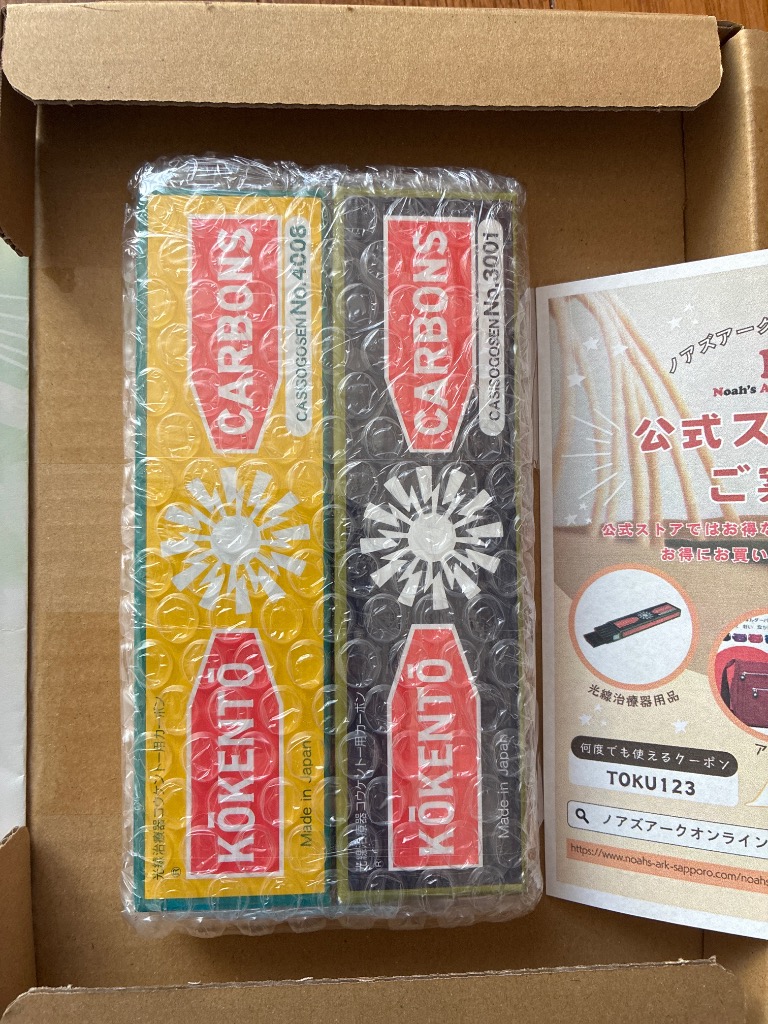 CARBONS
CASISOGOSEN No.4008
KŌKENTŌ
光線治療器コウケントー用カーボン
Made in Japan
CARBONS
CASISOGOSEN No.3001
KŌKENTŌ
光線治療器コウケントー用カーボン
Made in Japan
ノアズアーク
Noah's A
公式ス
ご
公式ストアではお得な
お得にお買い
光線治療器用品
ア
何度でも使えるクーポン
TOKU123
ノアズアークオンライン
https://www.noahs-ark-sapporo.com/noahs